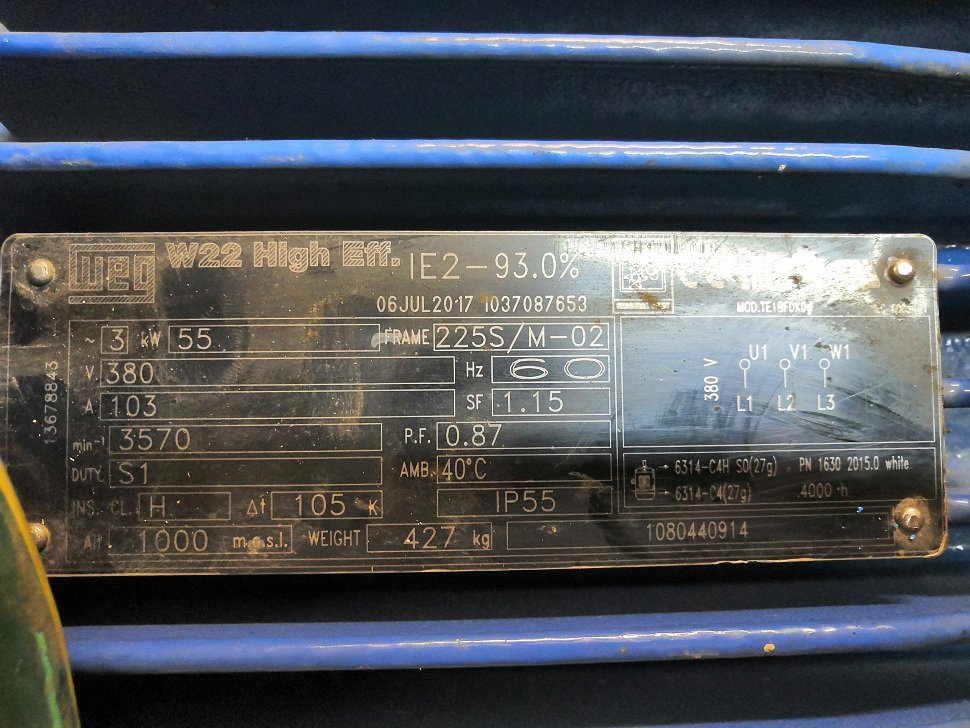 WEG W22 High Eff. IE2-93.0%
06JUL2017 1037087653
MOD.TE1BF0X0$
13678843
~ 3 kW 55 FRAME 225S/M-02
V. 380 Hz 60
A. 103 SF 1.15
min-1 3570 P.F. 0.87
DUTY S1 AMB. 40°C
INS. CL. H Δt 105 K IP55
Alt 1000 m.a.s.l. WEIGHT 427 kg 1080440914
380 V
U1 V1 W1
L1 L2 L3
6314-C4H SO(27g) PN 1630 2015.0 white
6314-C4(27g) 4000 h